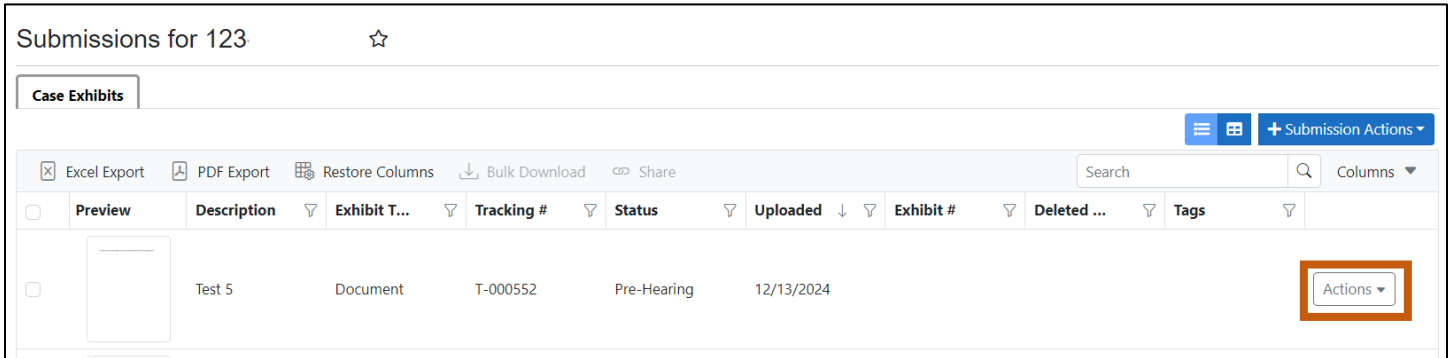 Submissions for 123
Case Exhibits
Submission Actions
Excel Export PDF Export Restore Columns Bulk Download Share Search Columns
Preview Description Exhibit T... Tracking # Status Uploaded Exhibit # Deleted ... Tags
Test 5 Document T-000552 Pre-Hearing 12/13/2024 Actions